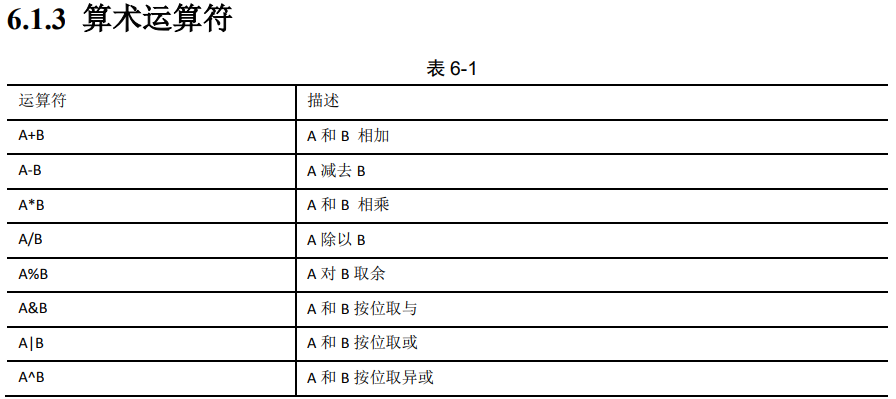 6.1.3 算术运算符
表 6-1
运算符 描述
A+B A 和 B 相加
A-B A 减去 B
A*B A 和 B 相乘
A/B A 除以 B
A%B A 对 B 取余
A&B A 和 B 按位取与
A|B A 和 B 按位取或
A^B A 和 B 按位取异或